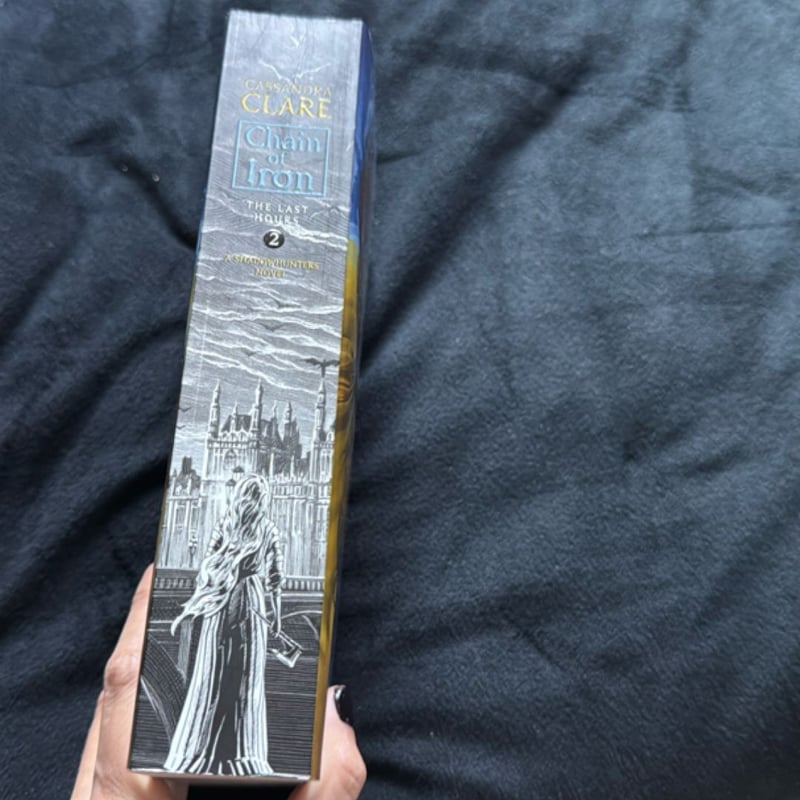 CASSANDRA
CLARE
Chain
of
Iron
THE LAST
HOURS
2
A SHADOWHUNTERS
NOVEL